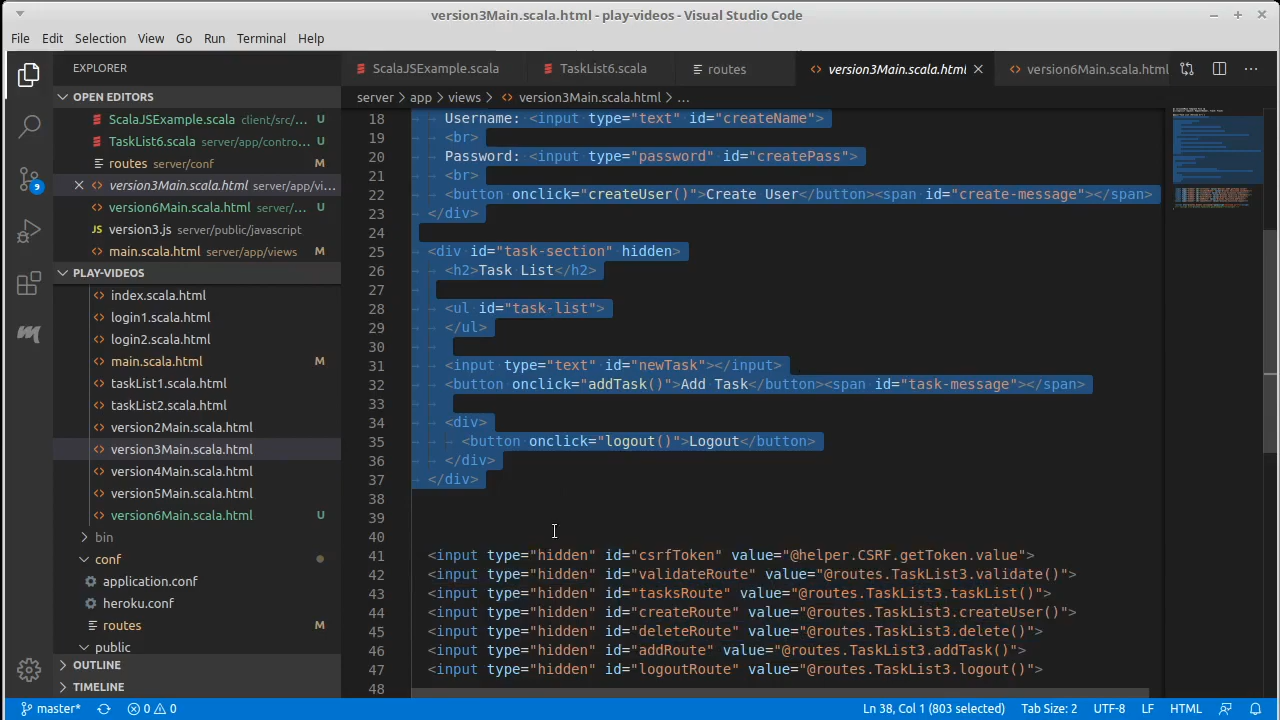 version3Main.scala.html - play-videos - Visual Studio Code
File Edit Selection View Go Run Terminal Help
EXPLORER
OPEN EDITORS
ScalaJSExample.scala client/src/... U
TaskList6.scala server/app/contro... U
routes server/conf M
version3Main.scala.html server/app/vi...
version6Main.scala.html server/... U
JS version3.js server/public/javascript
main.scala.html server/app/views M
PLAY-VIDEOS
index.scala.html
login1.scala.html
login2.scala.html
main.scala.html M
taskList1.scala.html
taskList2.scala.html
version2Main.scala.html
version3Main.scala.html
version4Main.scala.html
version5Main.scala.html
version6Main.scala.html U
bin
conf
application.conf
heroku.conf
routes M
public
OUTLINE
TIMELINE
9
ScalaJSExample.scala TaskList6.scala routes version3Main.scala.html version6Main.scala.html
server > app > views > version3Main.scala.html > ...
18 Username: <input type="text" id="createName">
19 <br>
20 Password: <input type="password" id="createPass">
21 <br>
22 <button onclick="createUser()">Create User</button><span id="create-message"></span>
23 </div>
24
25 <div id="task-section" hidden>
26 <h2>Task List</h2>
27
28 <ul id="task-list">
29 </ul>
30
31 <input type="text" id="newTask"></input>
32 <button onclick="addTask()">Add Task</button><span id="task-message"></span>
33
34 <div>
35 <button onclick="logout()">Logout</button>
36 </div>
37 </div>
38
39
40
41 <input type="hidden" id="csrfToken" value="@helper.CSRF.getToken.value">
42 <input type="hidden" id="validateRoute" value="@routes.TaskList3.validate()">
43 <input type="hidden" id="tasksRoute" value="@routes.TaskList3.taskList()">
44 <input type="hidden" id="createRoute" value="@routes.TaskList3.createUser()">
45 <input type="hidden" id="deleteRoute" value="@routes.TaskList3.delete()">
46 <input type="hidden" id="addRoute" value="@routes.TaskList3.addTask()">
47 <input type="hidden" id="logoutRoute" value="@routes.TaskList3.logout()">
48
master* 0 0 Ln 38, Col 1 (803 selected) Tab Size: 2 UTF-8 LF HTML